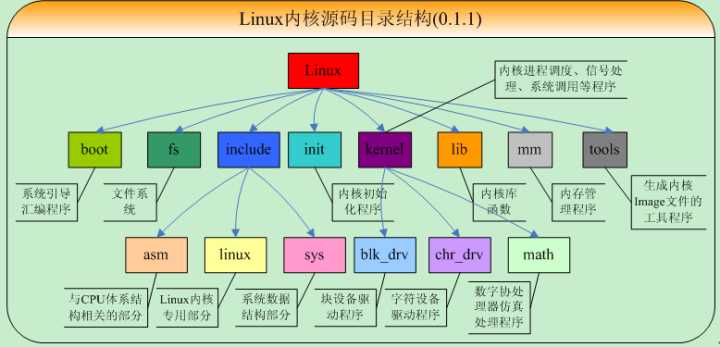 Linux内核源码目录结构(0.1.1)
Linux
内核进程调度、信号处
理、系统调用等程序
boot
fs
include
init
kernel
lib
mm
tools
系统引导
汇编程序
文件系
统
内核初始
化程序
内核库
函数
内存管
理程序
生成内核
Image文件的
工具程序
asm
linux
sys
blk_drv
chr_drv
math
与CPU体系结
构相关的部分
Linux内核
专用部分
系统数据
结构部分
块设备驱
动程序
字符设备
驱动程序
数字协处
理器仿真
处理程序